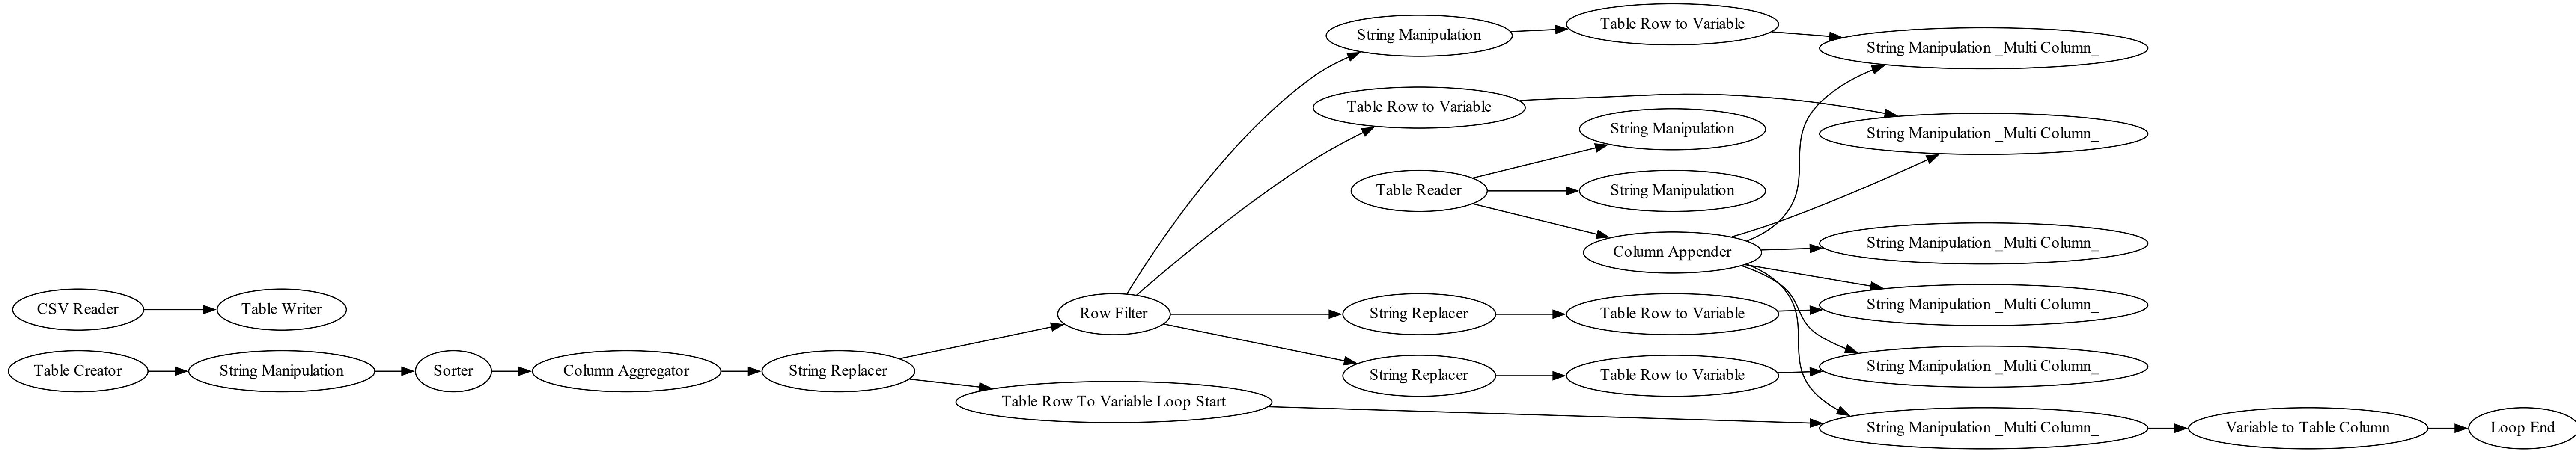 String Manipulation
Table Row to Variable
String Manipulation _Multi Column_
Table Row to Variable
String Manipulation _Multi Column_
String Manipulation
Table Reader
String Manipulation
Column Appender
String Manipulation _Multi Column_
CSV Reader
Table Writer
Row Filter
String Replacer
Table Row to Variable
String Manipulation _Multi Column_
Table Creator
String Manipulation
Sorter
Column Aggregator
String Replacer
String Replacer
Table Row to Variable
String Manipulation _Multi Column_
Table Row To Variable Loop Start
String Manipulation _Multi Column_
Variable to Table Column
Loop End